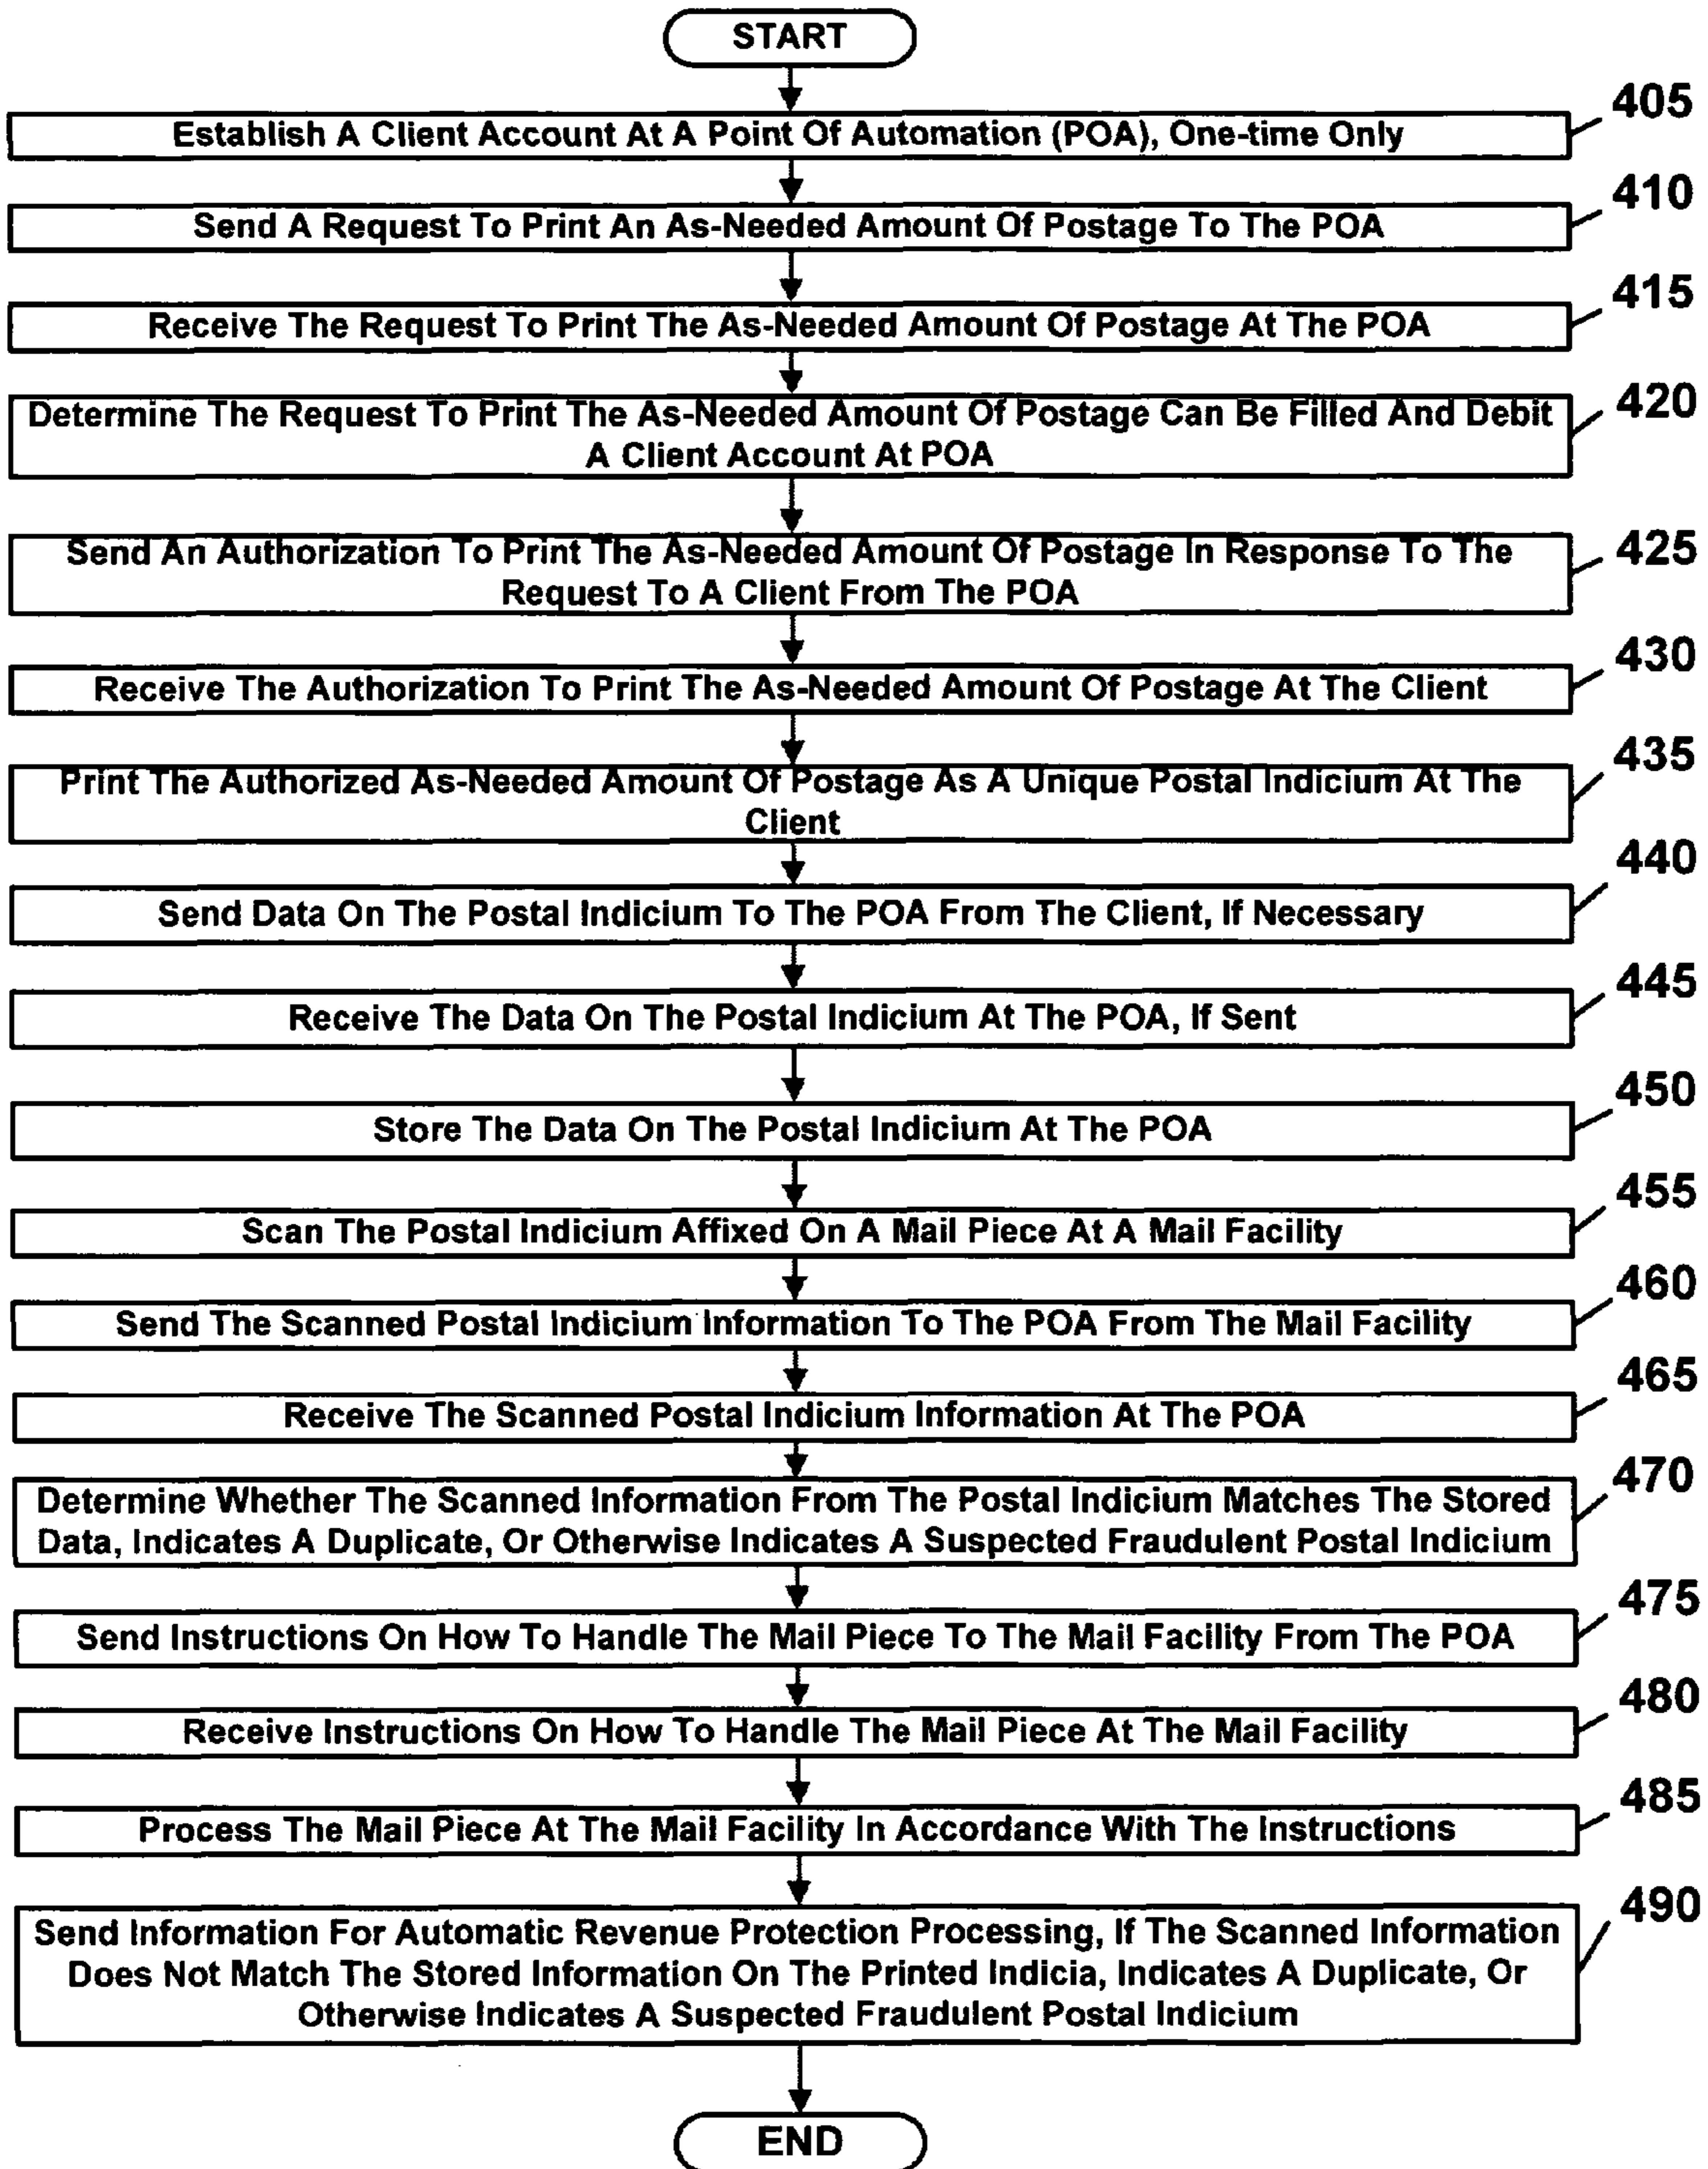 START
405
Establish A Client Account At A Point Of Automation (POA), One-time Only
410
Send A Request To Print An As-Needed Amount Of Postage To The POA
415
Receive The Request To Print The As-Needed Amount Of Postage At The POA
420
Determine The Request To Print The As-Needed Amount Of Postage Can Be Filled And Debit
A Client Account At POA
425
Send An Authorization To Print The As-Needed Amount Of Postage In Response To The
Request To A Client From The POA
430
Receive The Authorization To Print The As-Needed Amount Of Postage At The Client
435
Print The Authorized As-Needed Amount Of Postage As A Unique Postal Indicium At The
Client
440
Send Data On The Postal Indicium To The POA From The Client, If Necessary
445
Receive The Data On The Postal Indicium At The POA, If Sent
450
Store The Data On The Postal Indicium At The POA
455
Scan The Postal Indicium Affixed On A Mail Piece At A Mail Facility
460
Send The Scanned Postal Indicium Information To The POA From The Mail Facility
465
Receive The Scanned Postal Indicium Information At The POA
470
Determine Whether The Scanned Information From The Postal Indicium Matches The Stored
Data, Indicates A Duplicate, Or Otherwise Indicates A Suspected Fraudulent Postal Indicium
475
Send Instructions On How To Handle The Mail Piece To The Mail Facility From The POA
480
Receive Instructions On How To Handle The Mail Piece At The Mail Facility
485
Process The Mail Piece At The Mail Facility In Accordance With The Instructions
490
Send Information For Automatic Revenue Protection Processing, If The Scanned Information
Does Not Match The Stored Information On The Printed Indicia, Indicates A Duplicate, Or
Otherwise Indicates A Suspected Fraudulent Postal Indicium
END